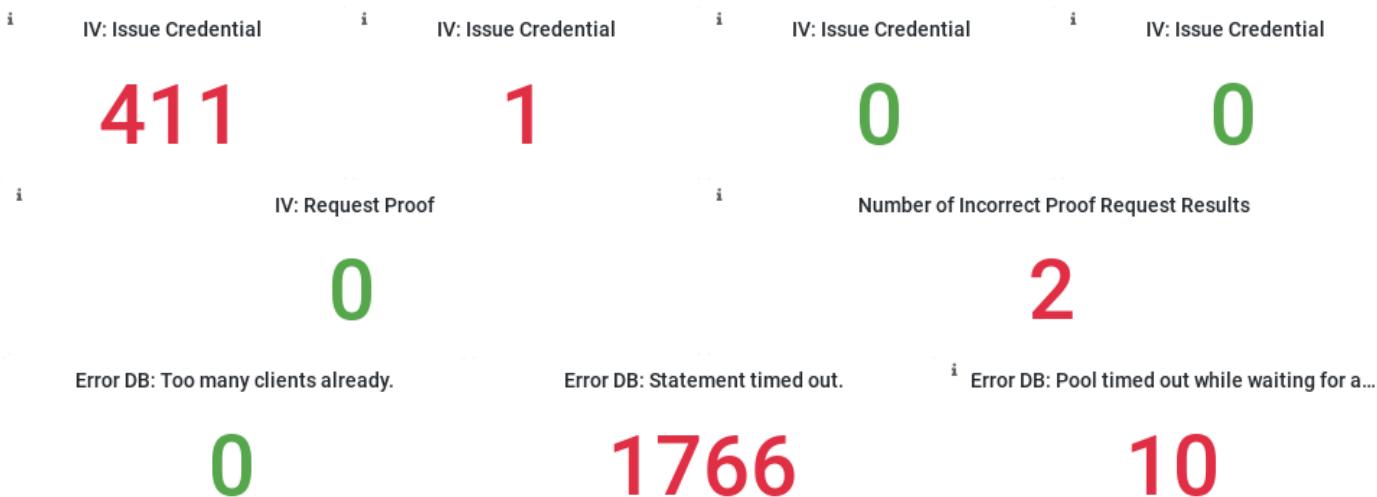 i IV: Issue Credential i IV: Issue Credential i IV: Issue Credential i IV: Issue Credential
411 1 0 0
i IV: Request Proof i Number of Incorrect Proof Request Results
0 2
Error DB: Too many clients already. Error DB: Statement timed out. i Error DB: Pool timed out while waiting for a…
0 1766 10